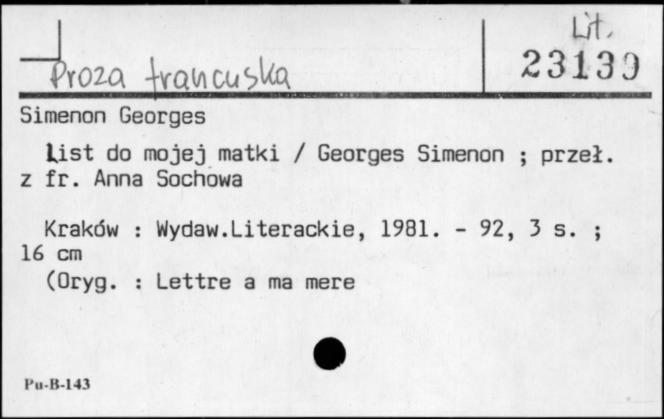 Lit.
Proza francuska
23139
Simenon Georges
List do mojej matki / Georges Simenon ; przeł.
z fr. Anna Sochowa
Kraków : Wydaw.Literackie, 1981. - 92, 3 s. ;
16 cm
(Oryg. : Lettre a ma mere
Pu-B-143